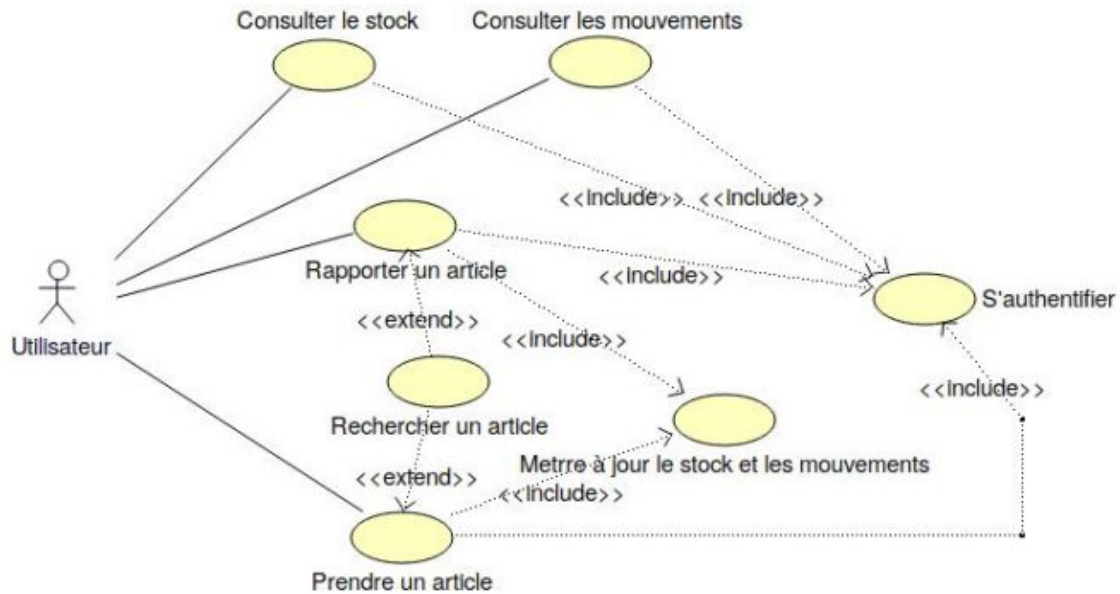 Consulter le stock
Consulter les mouvements
<<include>>
<<include>>
Rapporter un article
<<include>>
S'authentifier
<<extend>>
<<include>>
Utilisateur
<<include>>
Rechercher un article
Metrre à jour le stock et les mouvements
<<extend>>
<<include>>
Prendre un article